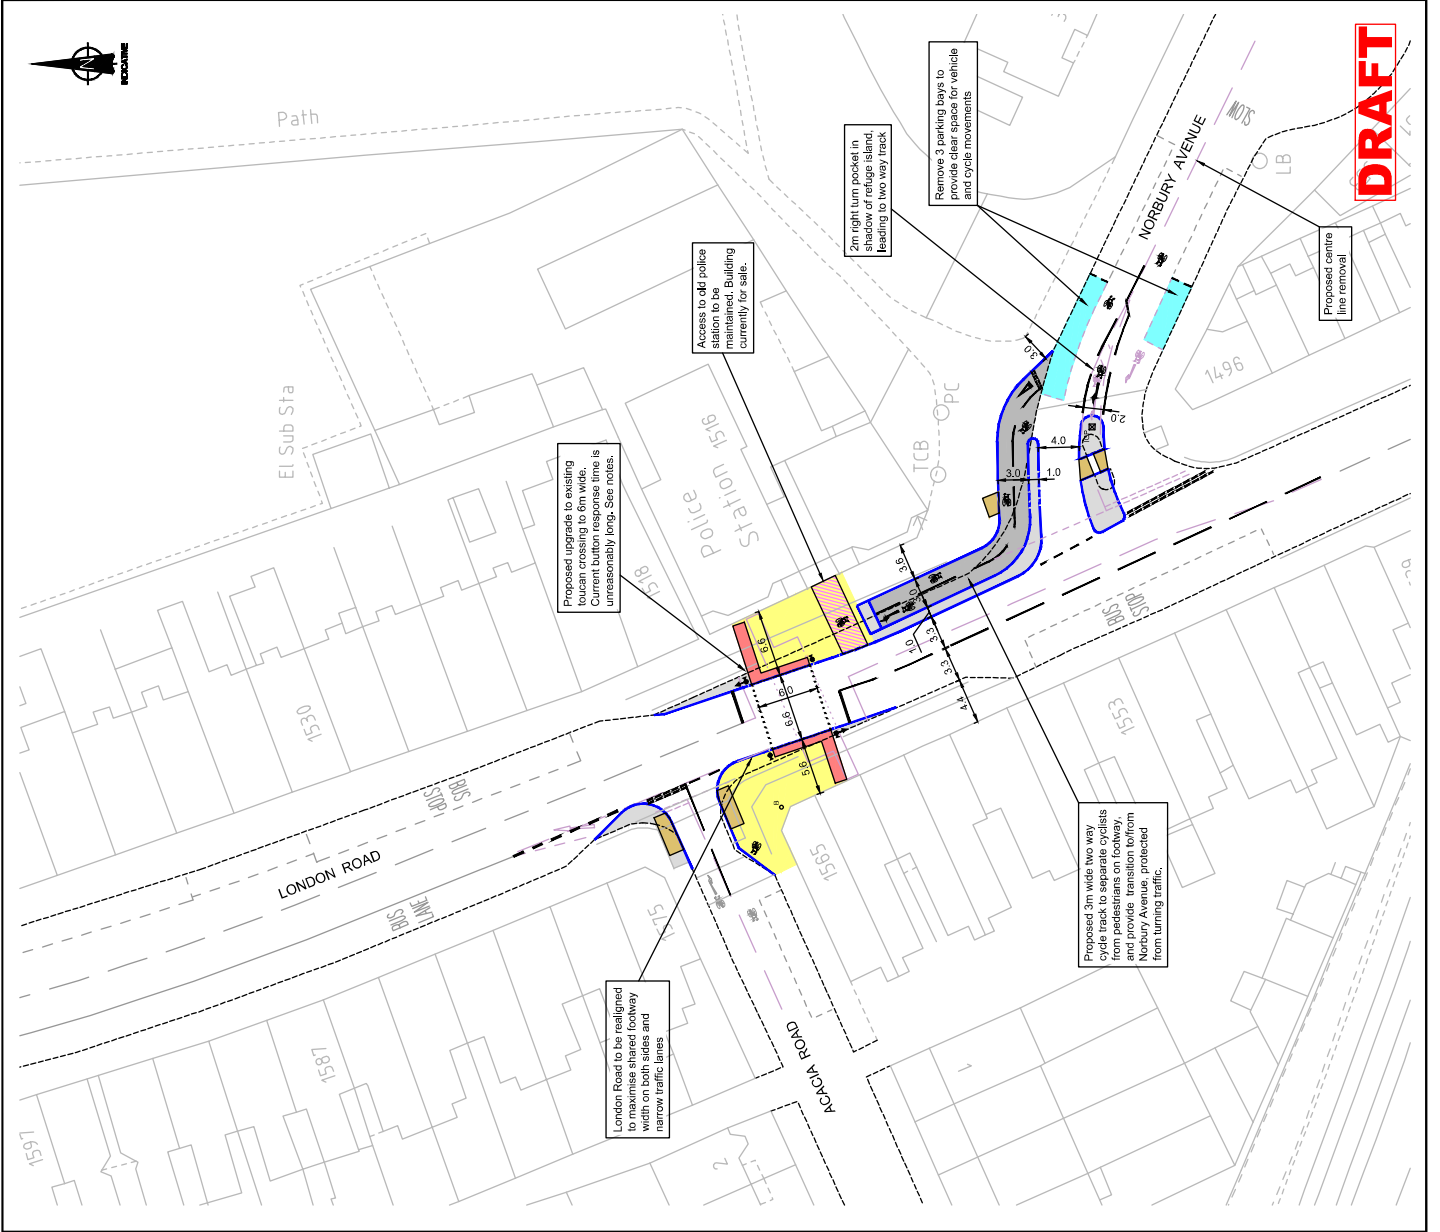 INDICATIVE
N
Path
El Sub Sta
DRAFT
Remove 3 parking bays to
provide clear space for vehicle
and cycle movements
2m right turn pocket in
shadow of refuge island,
leading to two way track
Access to old police
station to be
maintained. Building
currently for sale.
Proposed upgrade to existing
toucan crossing to 6m wide.
Current button response time is
unreasonably long. See notes.
Proposed centre
line removal
London Road to be realigned
to maximise shared footway
width on both sides and
narrow traffic lanes
Proposed 3m wide two way
cycle track to separate cyclists
from pedestrians on footway,
and provide transition to/from
Norbury Avenue, protected
from turning traffic.
NORBURY AVENUE
SLOW
LB
1496
PC
TCB
Police
Station 1516
1518
1530
LONDON ROAD
BUS
STOP
BUS
LANE
BUS
STOP
1553
1565
1575
1587
1597
ACACIA ROAD
1
2
3.0
2.0
4.0
3.0
1.0
3.6
3.0
1.0
3.3
3.3
4.4
6.6
6.0
6.6
5.6